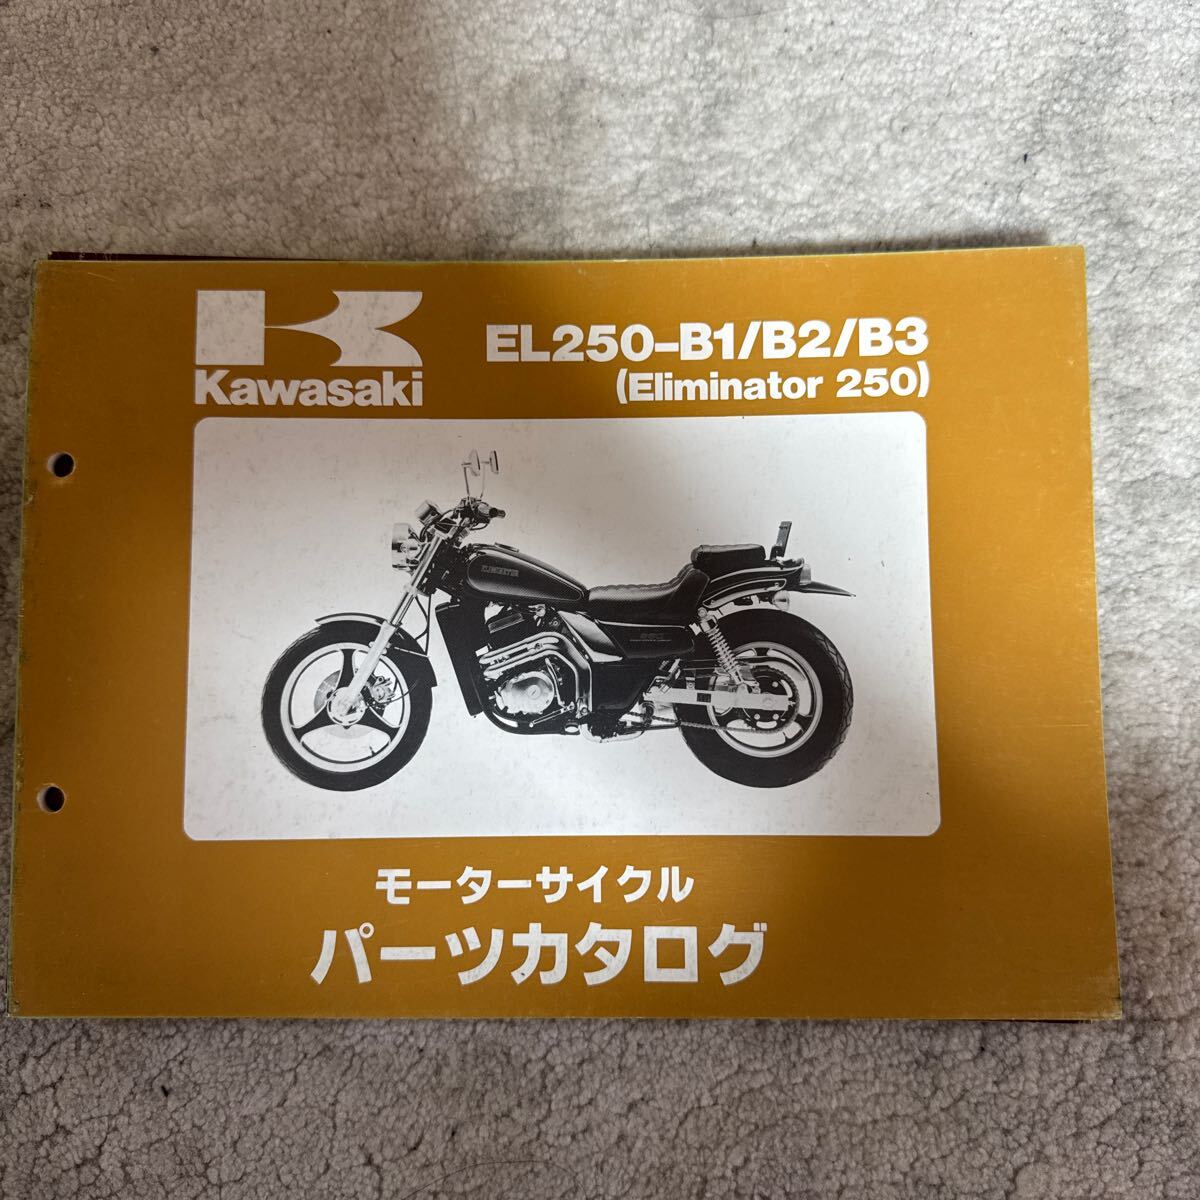 Kawasaki
EL250-B1/B2/B3
(Eliminator 250)
モーターサイクル
パーツカタログ